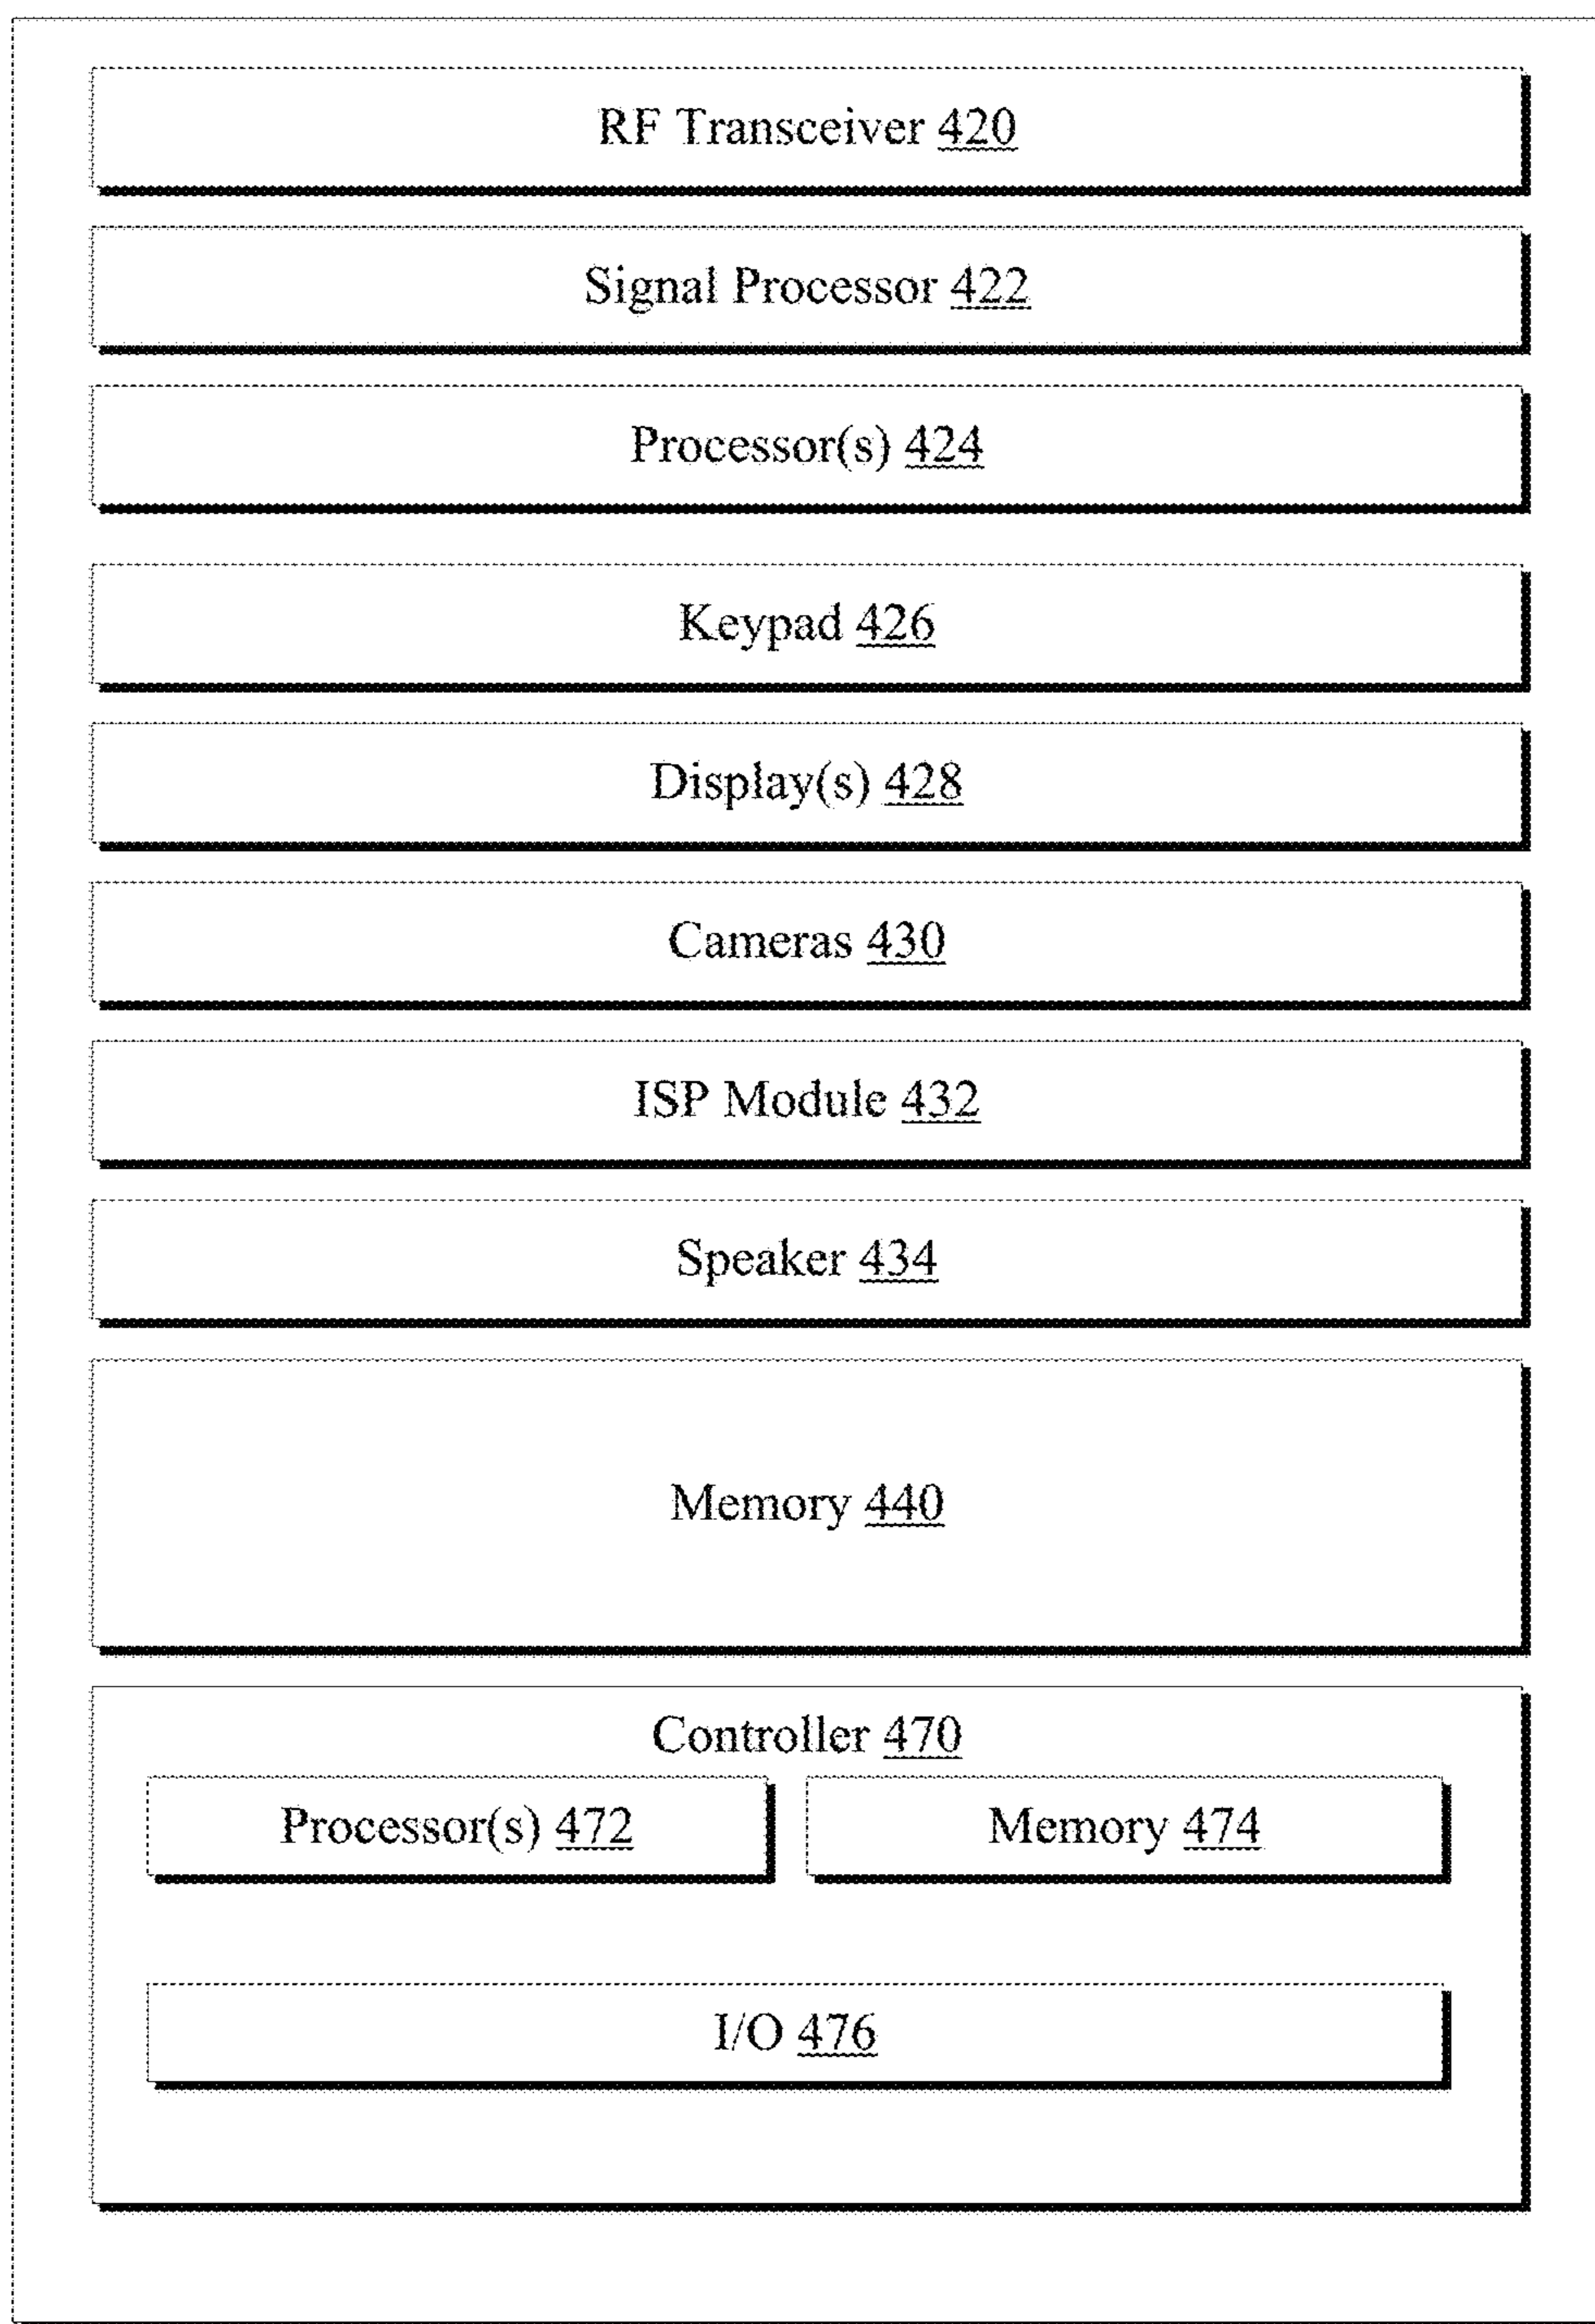 RF Transceiver 420
Signal Processor 422
Processor(s) 424
Keypad 426
Display(s) 428
Cameras 430
ISP Module 432
Speaker 434
Memory 440
Controller 470
Processor(s) 472
Memory 474
I/O 476